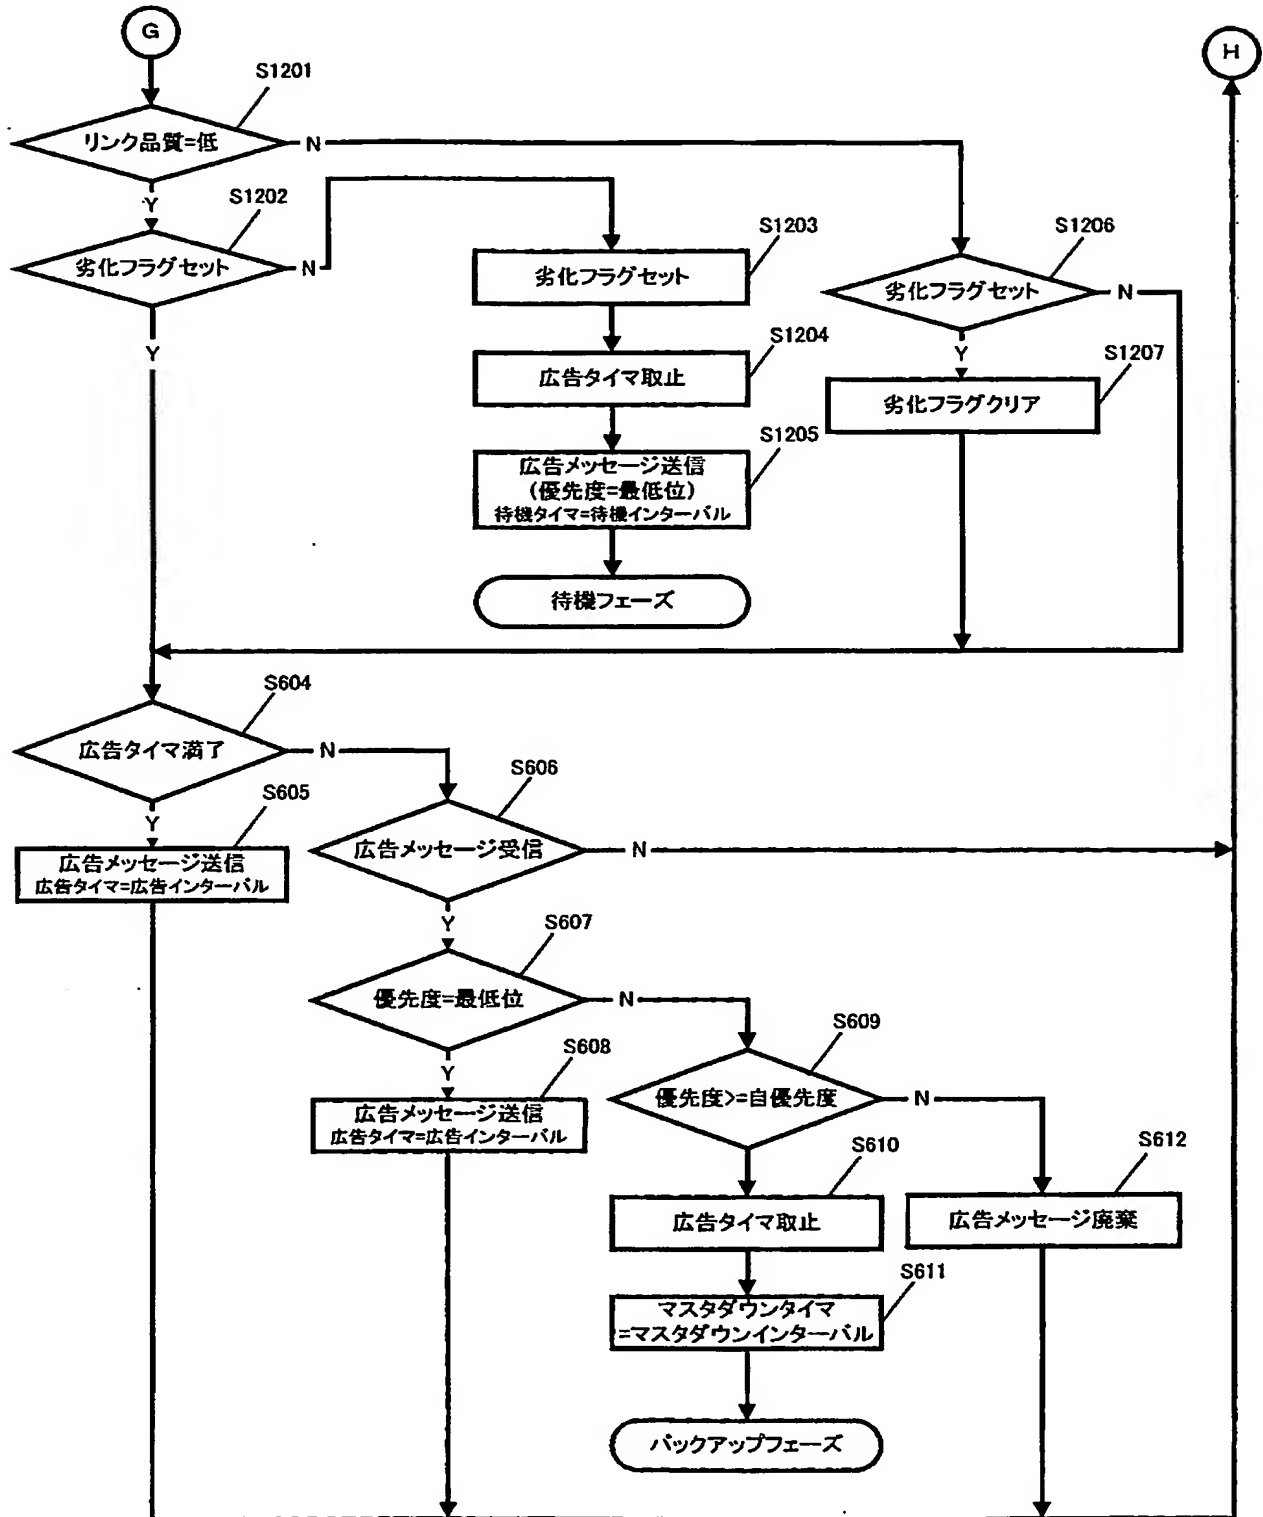 G
H
S1201
リンク品質=低
N
Y
S1202
劣化フラグセット
N
Y
S1203
劣化フラグセット
S1204
広告タイマ取止
S1205
広告メッセージ送信
(優先度=最低位)
待機タイマ=待機インターバル
待機フェーズ
S1206
劣化フラグセット
N
Y
S1207
劣化フラグクリア
S604
広告タイマ満了
N
Y
S605
広告メッセージ送信
広告タイマ=広告インターバル
S606
広告メッセージ受信
N
Y
S607
優先度=最低位
N
Y
S608
広告メッセージ送信
広告タイマ=広告インターバル
S609
優先度>=自優先度
N
S610
広告タイマ取止
S611
マスタダウンタイマ
=マスタダウンインターバル
バックアップフェーズ
S612
広告メッセージ廃棄